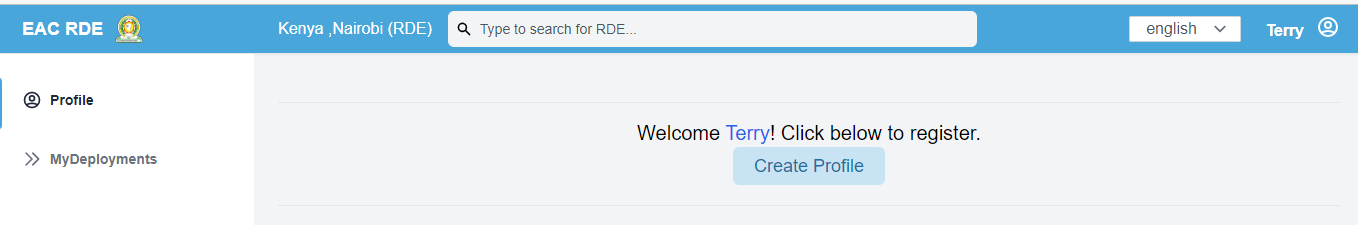 EAC RDE
Kenya ,Nairobi (RDE)
Type to search for RDE...
english
Terry
Profile
MyDeployments
Welcome Terry! Click below to register.
Create Profile